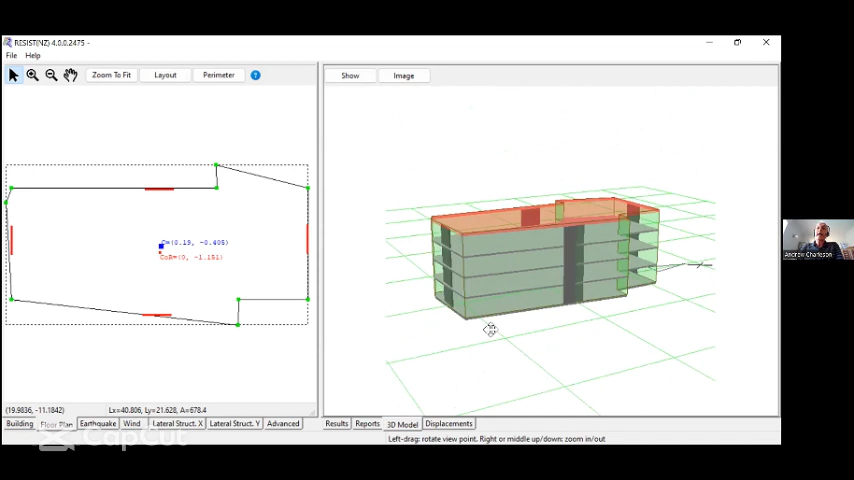 RESIST(NZ) 4.0.0.2475 -
File Help
Zoom To Fit Layout Perimeter ?
Show Image
C=(0.19, -0.405)
CoR=(0, -1.151)
Andrew Charleson
(19.9836, -11.1842) Lx=40.806, Ly=21.628, A=678.4
Building Floor Plan Earthquake Wind Lateral Struct. X Lateral Struct. Y Advanced
Results Reports 3D Model Displacements
CapCut
Left-drag: rotate view point. Right or middle up/down: zoom in/out